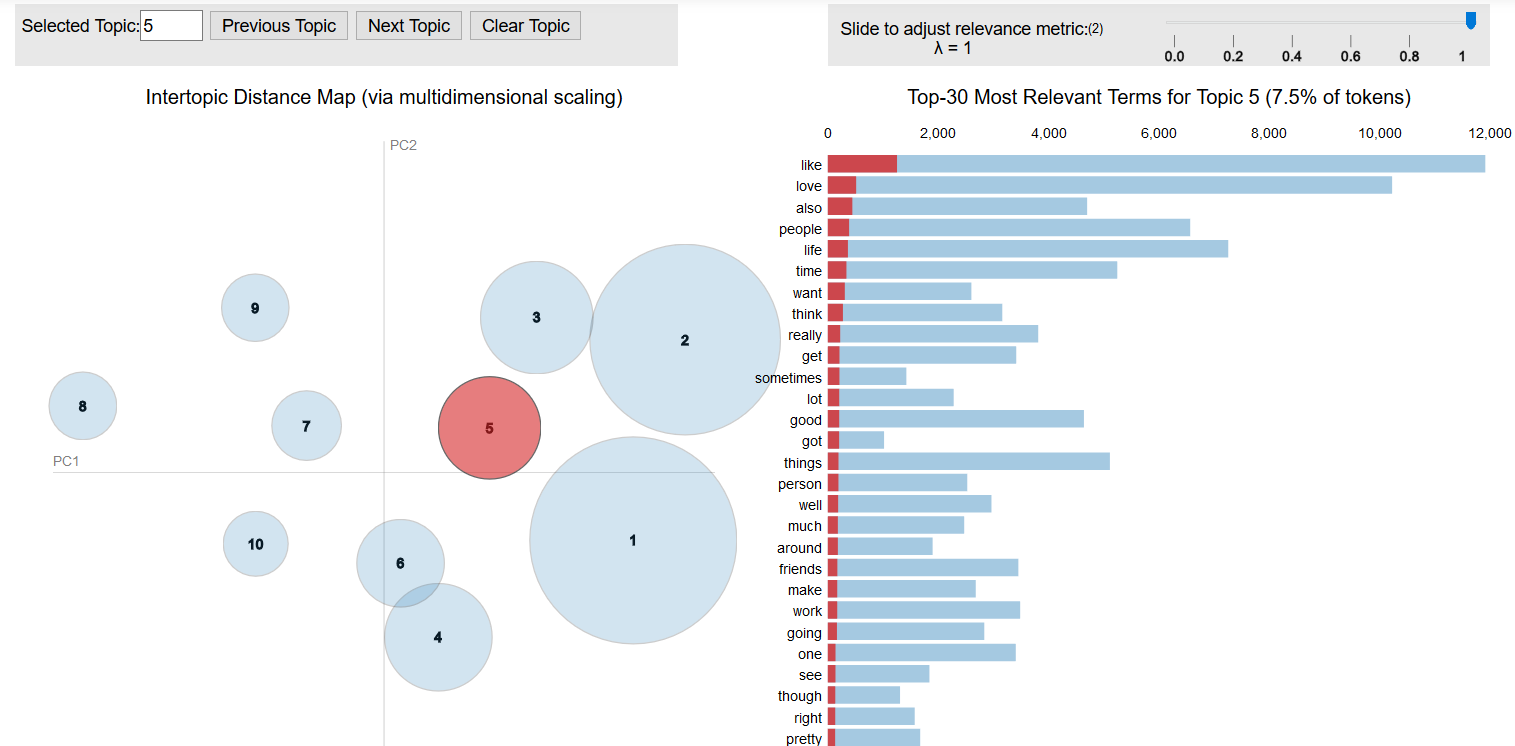 Selected Topic: 5 Previous Topic Next Topic Clear Topic
Slide to adjust relevance metric:(2)
λ = 1
0.0 0.2 0.4 0.6 0.8 1
Intertopic Distance Map (via multidimensional scaling)
PC2
PC1
9
3
2
8
7
5
10
6
1
4
Top-30 Most Relevant Terms for Topic 5 (7.5% of tokens)
0 2,000 4,000 6,000 8,000 10,000 12,000
like
love
also
people
life
time
want
think
really
get
sometimes
lot
good
got
things
person
well
much
around
friends
make
work
going
one
see
though
right
pretty